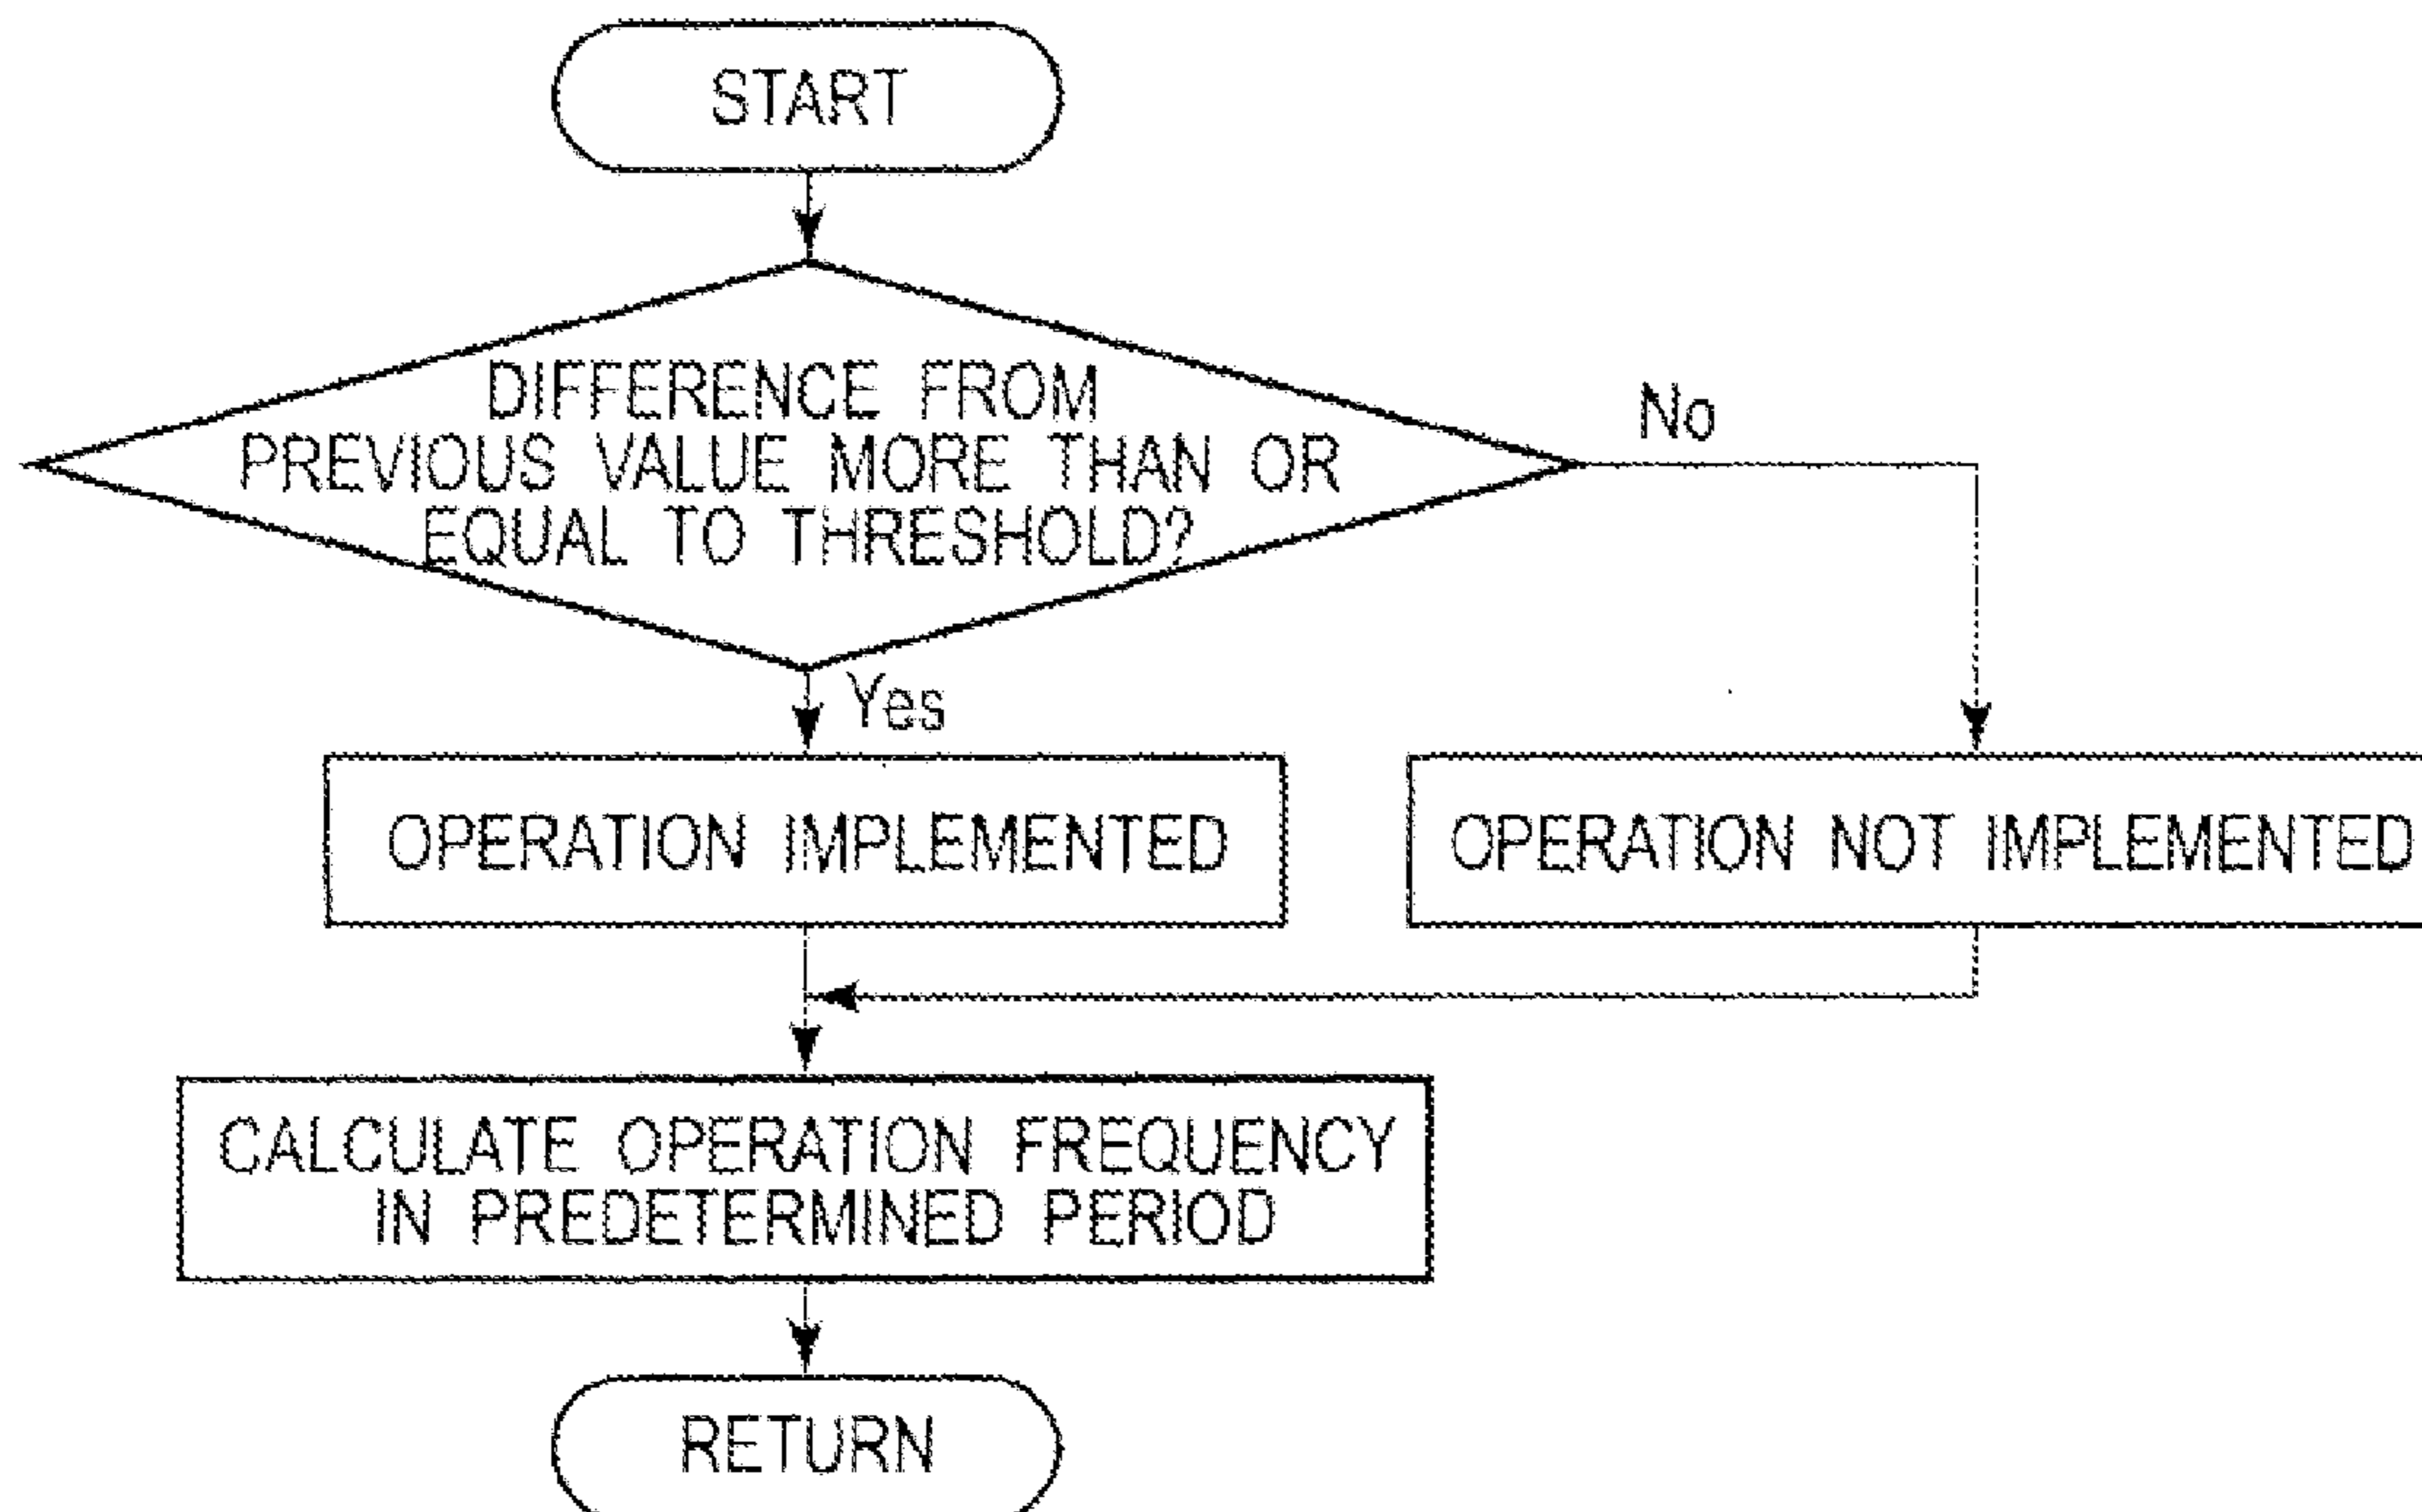 START
DIFFERENCE FROM
PREVIOUS VALUE MORE THAN OR
EQUAL TO THRESHOLD?
No
Yes
OPERATION IMPLEMENTED
OPERATION NOT IMPLEMENTED
CALCULATE OPERATION FREQUENCY
IN PREDETERMINED PERIOD
RETURN